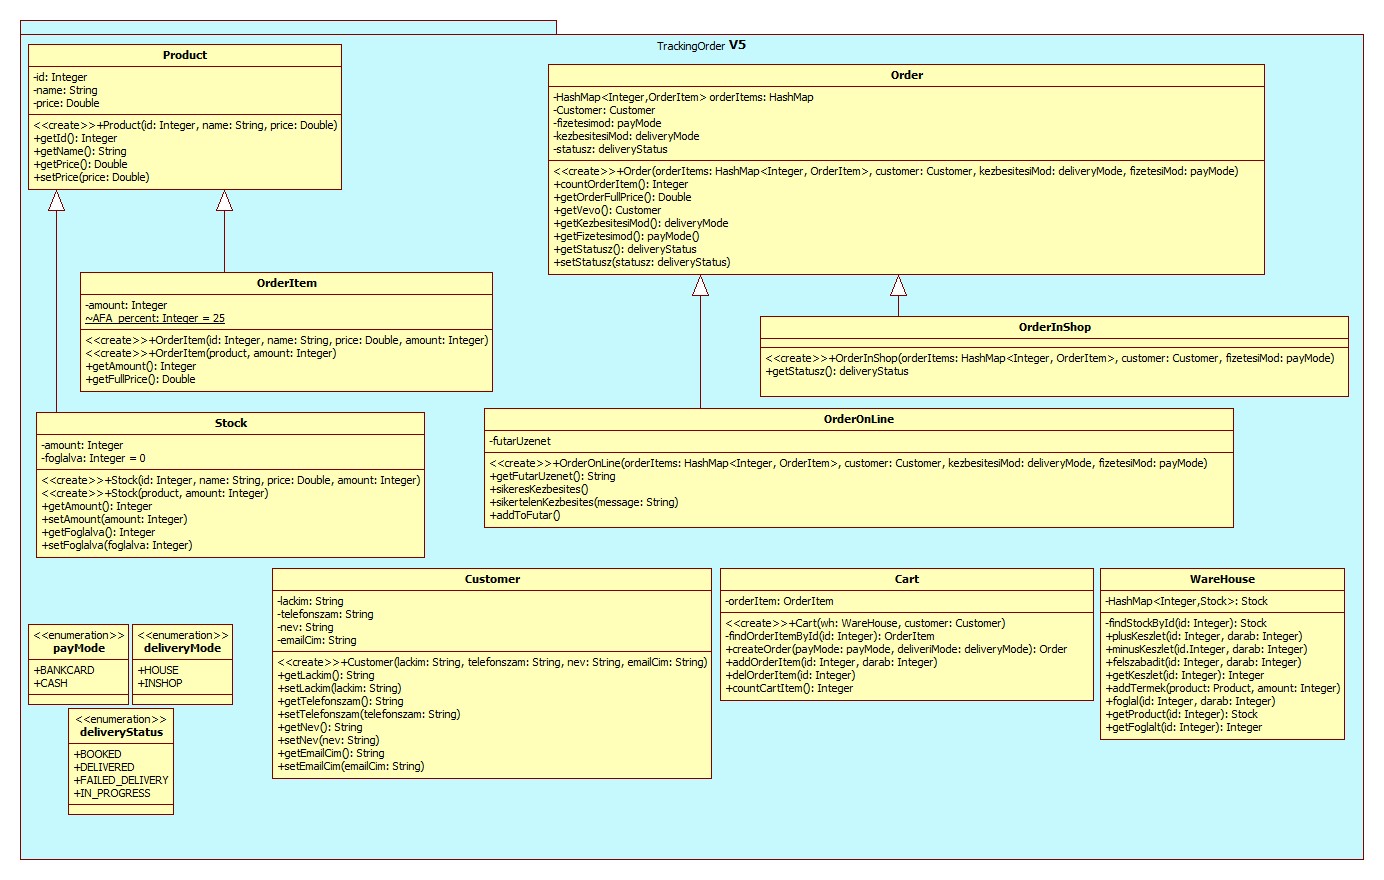 TrackingOrder V5
Product
-id: Integer
-name: String
-price: Double
<<create>>+Product(id: Integer, name: String, price: Double)
+getId(): Integer
+getName(): String
+getPrice(): Double
+setPrice(price: Double)
Order
-HashMap<Integer,OrderItem> orderItems: HashMap
-Customer: Customer
-fizetesimod: payMode
-kezbesitesiMod: deliveryMode
-statusz: deliveryStatus
<<create>>+Order(orderItems: HashMap<Integer, OrderItem>, customer: Customer, kezbesitesiMod: deliveryMode, fizetesiMod: payMode)
+countOrderItem(): Integer
+getOrderFullPrice(): Double
+getVevo(): Customer
+getKezbesitesiMod(): deliveryMode
+getFizetesimod(): payMode()
+getStatusz(): deliveryStatus
+setStatusz(statusz: deliveryStatus)
OrderItem
-amount: Integer
~AFA_percent: Integer = 25
<<create>>+OrderItem(id: Integer, name: String, price: Double, amount: Integer)
<<create>>+OrderItem(product, amount: Integer)
+getAmount(): Integer
+getFullPrice(): Double
OrderInShop
<<create>>+OrderInShop(orderItems: HashMap<Integer, OrderItem>, customer: Customer, fizetesiMod: payMode)
+getStatusz(): deliveryStatus
Stock
-amount: Integer
-foglalva: Integer = 0
<<create>>+Stock(id: Integer, name: String, price: Double, amount: Integer)
<<create>>+Stock(product, amount: Integer)
+getAmount(): Integer
+setAmount(amount: Integer)
+getFoglalva(): Integer
+setFoglalva(foglalva: Integer)
OrderOnLine
-futarUzenet
<<create>>+OrderOnLine(orderItems: HashMap<Integer, OrderItem>, customer: Customer, kezbesitesiMod: deliveryMode, fizetesiMod: payMode)
+getFutarUzenet(): String
+sikeresKezbesites()
+sikertelenKezbesites(message: String)
+addToFutar()
<<enumeration>>
payMode
+BANKCARD
+CASH
<<enumeration>>
deliveryMode
+HOUSE
+INSHOP
<<enumeration>>
deliveryStatus
+BOOKED
+DELIVERED
+FAILED_DELIVERY
+IN_PROGRESS
Customer
-lackim: String
-telefonszam: String
-nev: String
-emailCim: String
<<create>>+Customer(lackim: String, telefonszam: String, nev: String, emailCim: String)
+getLackim(): String
+setLackim(lackim: String)
+getTelefonszam(): String
+setTelefonszam(telefonszam: String)
+getNev(): String
+setNev(nev: String)
+getEmailCim(): String
+setEmailCim(emailCim: String)
Cart
-orderItem: OrderItem
<<create>>+Cart(wh: WareHouse, customer: Customer)
-findOrderItemById(id: Integer): OrderItem
+createOrder(payMode: payMode, deliveriMode: deliveryMode): Order
+addOrderItem(id: Integer, darab: Integer)
+delOrderItem(id: Integer)
+countCartItem(): Integer
WareHouse
-HashMap<Integer,Stock>: Stock
-findStockById(id: Integer): Stock
+plusKeszlet(id: Integer, darab: Integer)
+minusKeszlet(id.Integer, darab: Integer)
+felszabadit(id: Integer, darab: Integer)
+getKeszlet(id: Integer): Integer
+addTermek(product: Product, amount: Integer)
+foglal(id: Integer, darab: Integer)
+getProduct(id: Integer): Stock
+getFoglalt(id: Integer): Integer